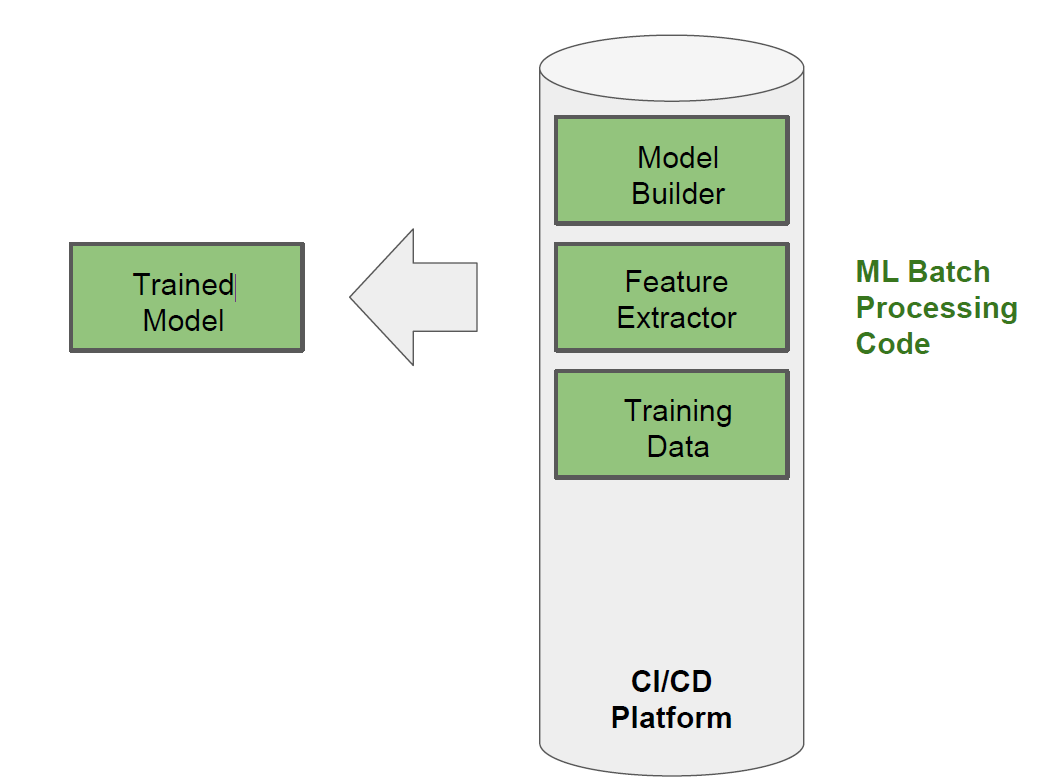 Model
Builder
Trained
Model
Feature
Extractor
ML Batch
Processing
Code
Training
Data
CI/CD
Platform